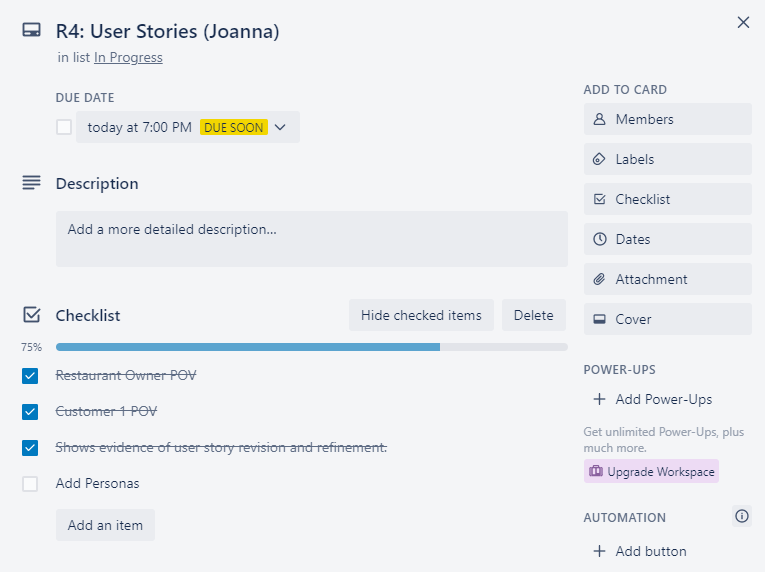 R4: User Stories (Joanna)
in list In Progress
DUE DATE
today at 7:00 PM DUE SOON
Description
Add a more detailed description...
Checklist
Hide checked items
Delete
75%
Restaurant Owner POV
Customer 1 POV
Shows evidence of user story revision and refinement.
Add Personas
Add an item
ADD TO CARD
Members
Labels
Checklist
Dates
Attachment
Cover
POWER-UPS
Add Power-Ups
Get unlimited Power-Ups, plus
much more.
Upgrade Workspace
AUTOMATION
Add button